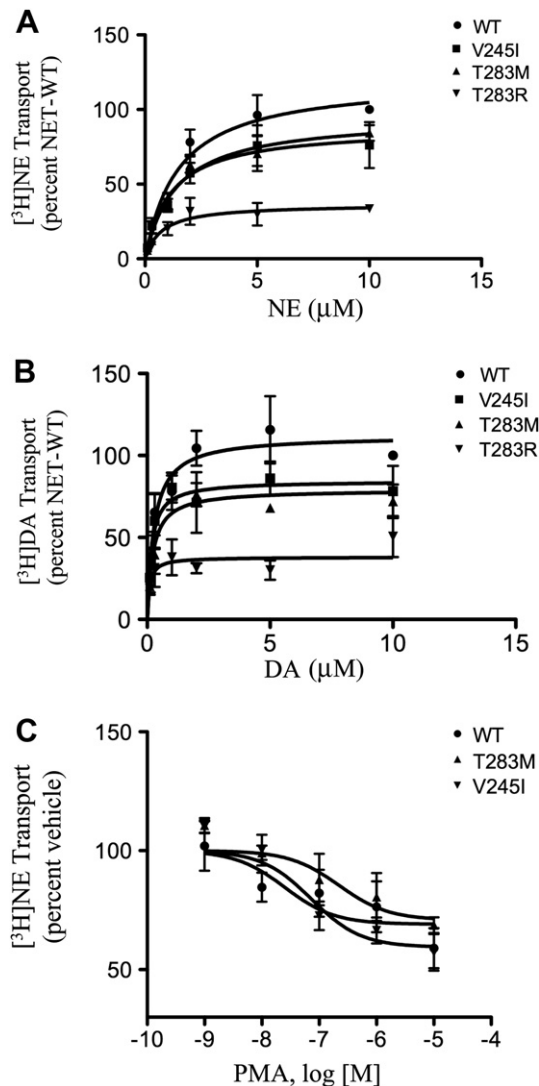 A
[³H]NE Transport
(percent NET-WT)
150
100
50
0
0
5
10
15
NE (μM)
WT
V245I
T283M
T283R
B
[³H]DA Transport
(percent NET-WT)
150
100
50
0
0
5
10
15
DA (μM)
WT
V245I
T283M
T283R
C
[³H]NE Transport
(percent vehicle)
150
100
50
-10
-9
-8
-7
-6
-5
-4
PMA, log [M]
WT
T283M
V245I